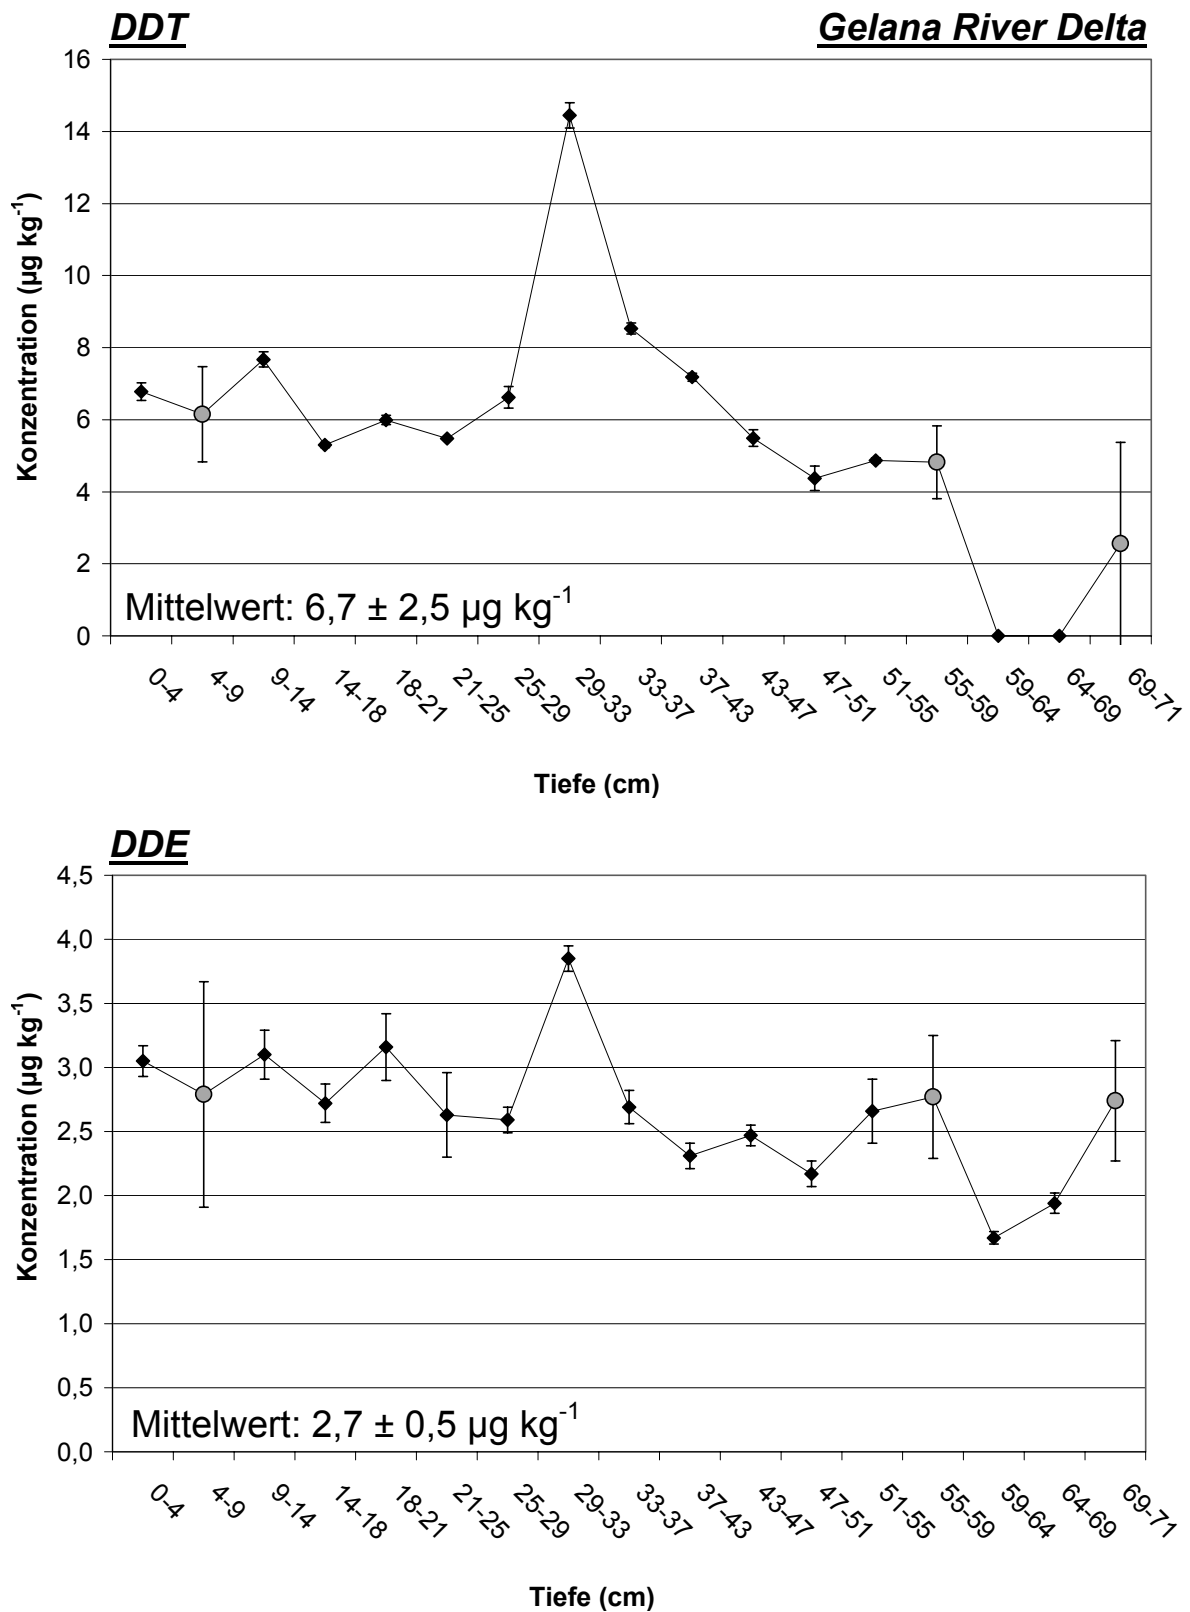 DDT Gelana River Delta
16
14
12
10
8
6
4
2
0
Konzentration (µg kg⁻¹)
Mittelwert: 6,7 ± 2,5 µg kg⁻¹
0-4 4-9 9-14 14-18 18-21 21-25 25-29 29-33 33-37 37-43 43-47 47-51 51-55 55-59 59-64 64-69 69-71
Tiefe (cm)
DDE
4,5
4,0
3,5
3,0
2,5
2,0
1,5
1,0
0,5
0,0
Konzentration (µg kg⁻¹)
Mittelwert: 2,7 ± 0,5 µg kg⁻¹
0-4 4-9 9-14 14-18 18-21 21-25 25-29 29-33 33-37 37-43 43-47 47-51 51-55 55-59 59-64 64-69 69-71
Tiefe (cm)